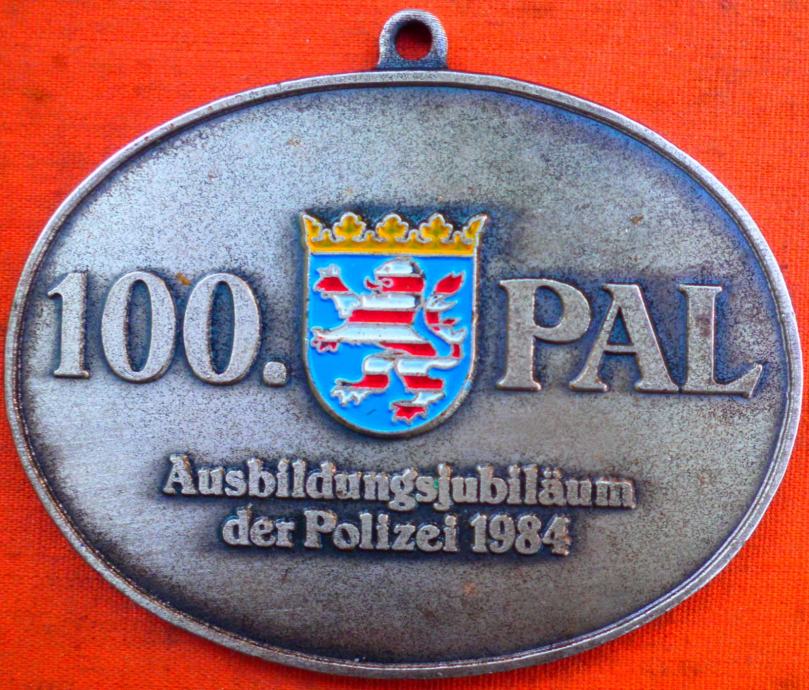 100. PAL
Ausbildungsjubiläum
der Polizei 1984